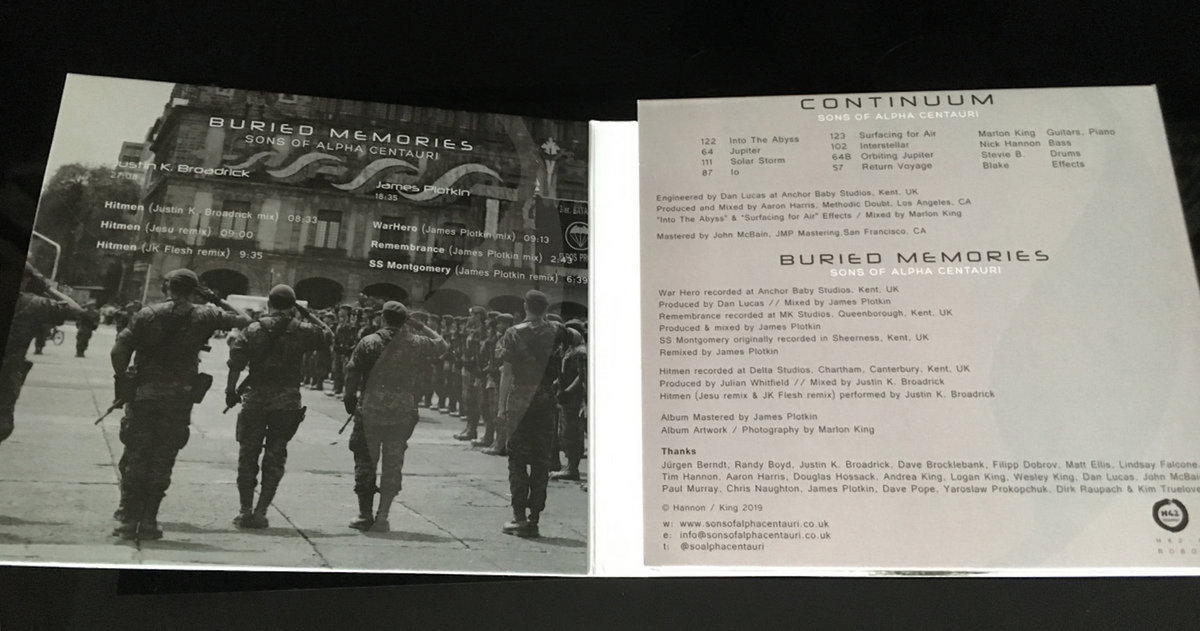 BURIED MEMORIES
SONS OF ALPHA CENTAURI
Justin K. Broadrick
27:08
Hitmen (Justin K. Broadrick mix) 08:33
Hitmen (Jesu remix) 09:00
Hitmen (JK Flesh remix) 9:35
James Plotkin
18:35
WarHero (James Plotkin mix) 09:13
Remembrance (James Plotkin mix) 2:43
SS Montgomery (James Plotkin remix) 6:39
CONTINUUM
SONS OF ALPHA CENTAURI
122 Into The Abyss 123 Surfacing for Air Marlon King Guitars, Piano
64 Jupiter 102 Interstellar Nick Hannon Bass
111 Solar Storm 64B Orbiting Jupiter Stevie B. Drums
87 Io 57 Return Voyage Blake Effects
Engineered by Dan Lucas at Anchor Baby Studios, Kent, UK
Produced and Mixed by Aaron Harris, Methodic Doubt, Los Angeles, CA
"Into The Abyss" & "Surfacing for Air" Effects / Mixed by Marlon King
Mastered by John McBain, JMP Mastering,San Francisco, CA
BURIED MEMORIES
SONS OF ALPHA CENTAURI
War Hero recorded at Anchor Baby Studios, Kent, UK
Produced by Dan Lucas // Mixed by James Plotkin
Remembrance recorded at MK Studios, Queenborough, Kent, UK
Produced & mixed by James Plotkin
SS Montgomery originally recorded in Sheerness, Kent, UK
Remixed by James Plotkin
Hitmen recorded at Delta Studios, Chartham, Canterbury, Kent, UK
Produced by Julian Whitfield // Mixed by Justin K. Broadrick
Hitmen (Jesu remix & JK Flesh remix) performed by Justin K. Broadrick
Album Mastered by James Plotkin
Album Artwork / Photography by Marlon King
Thanks
Jürgen Berndt, Randy Boyd, Justin K. Broadrick, Dave Brocklebank, Filipp Dobrov, Matt Ellis, Lindsay Falcone,
Tim Hannon, Aaron Harris, Douglas Hossack, Andrea King, Logan King, Wesley King, Dan Lucas, John McBai
Paul Murray, Chris Naughton, James Plotkin, Dave Pope, Yaroslaw Prokopchuk, Dirk Raupach & Kim Truelove
© Hannon / King 2019
w: www.sonsofalphacentauri.co.uk
e: info@sonsofalphacentauri.co.uk
t: @soalphacentauri
H42